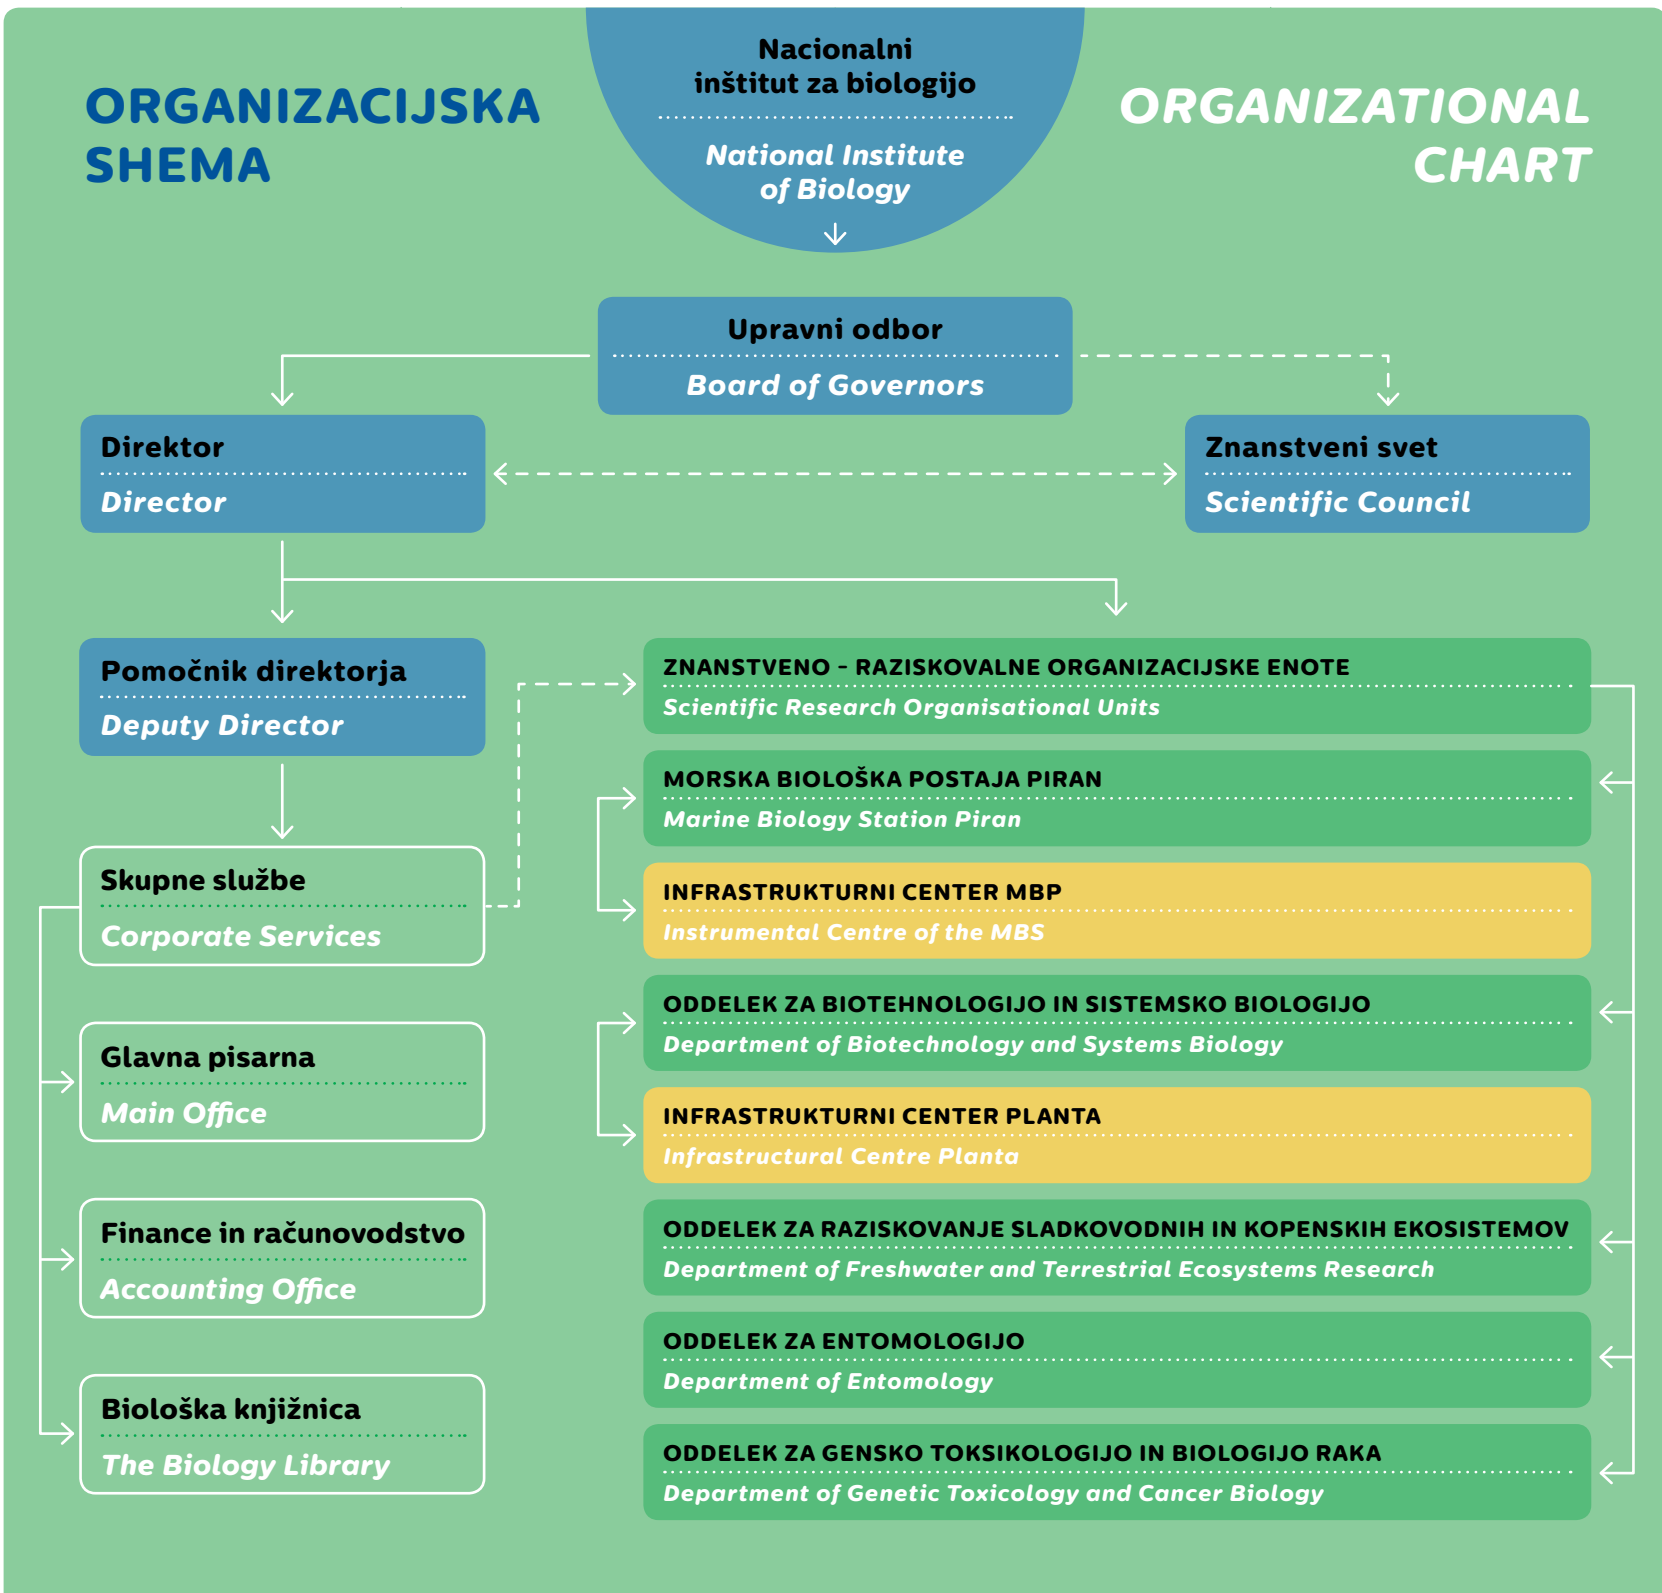 ORGANIZACIJSKA
SHEMA
Nacionalni
inštitut za biologijo
National Institute
of Biology
ORGANIZATIONAL
CHART
Upravni odbor
Board of Governors
Direktor
Director
Znanstveni svet
Scientific Council
Pomočnik direktorja
Deputy Director
Skupne službe
Corporate Services
Glavna pisarna
Main Office
Finance in računovodstvo
Accounting Office
Biološka knjižnica
The Biology Library
ZNANSTVENO - RAZISKOVALNE ORGANIZACIJSKE ENOTE
Scientific Research Organisational Units
MORSKA BIOLOŠKA POSTAJA PIRAN
Marine Biology Station Piran
INFRASTRUKTURNI CENTER MBP
Instrumental Centre of the MBS
ODDELEK ZA BIOTEHNOLOGIJO IN SISTEMSKO BIOLOGIJO
Department of Biotechnology and Systems Biology
INFRASTRUKTURNI CENTER PLANTA
Infrastructural Centre Planta
ODDELEK ZA RAZISKOVANJE SLADKOVODNIH IN KOPENSKIH EKOSISTEMOV
Department of Freshwater and Terrestrial Ecosystems Research
ODDELEK ZA ENTOMOLOGIJO
Department of Entomology
ODDELEK ZA GENSKO TOKSIKOLOGIJO IN BIOLOGIJO RAKA
Department of Genetic Toxicology and Cancer Biology